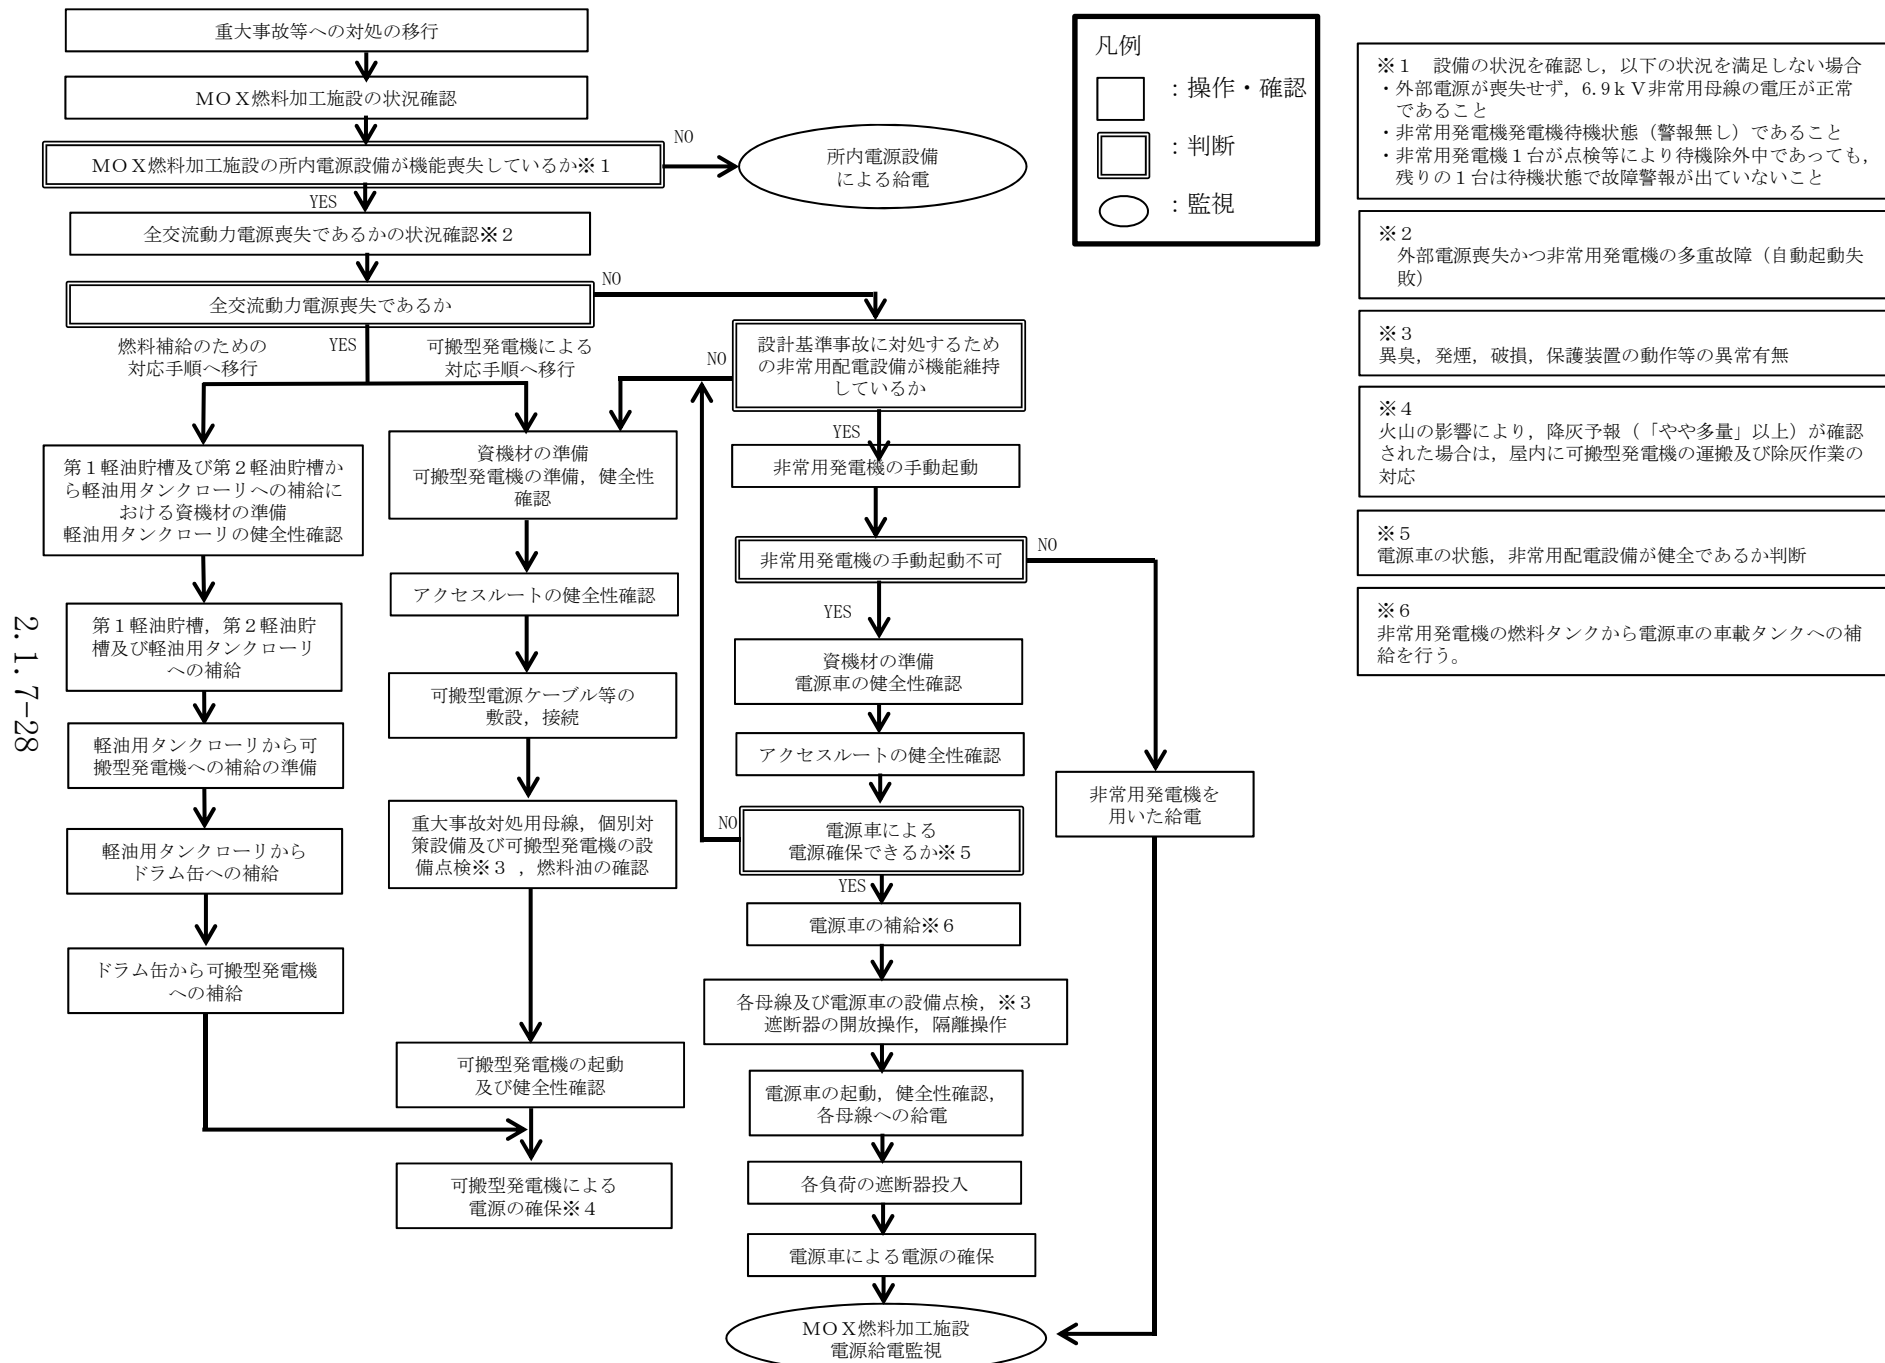 重大事故等への対処の移行
ＭＯＸ燃料加工施設の状況確認
ＭＯＸ燃料加工施設の所内電源設備が機能喪失しているか※１
NO
所内電源設備
による給電
YES
全交流動力電源喪失であるかの状況確認※２
全交流動力電源喪失であるか
NO
YES
燃料補給のための
対応手順へ移行
可搬型発電機による
対応手順へ移行
第１軽油貯槽及び第２軽油貯槽か
ら軽油用タンクローリへの補給に
おける資機材の準備
軽油用タンクローリの健全性確認
第１軽油貯槽，第２軽油貯
槽及び軽油用タンクローリ
への補給
軽油用タンクローリから可
搬型発電機への補給の準備
軽油用タンクローリから
ドラム缶への補給
ドラム缶から可搬型発電機
への補給
資機材の準備
可搬型発電機の準備，健全性
確認
アクセスルートの健全性確認
可搬型電源ケーブル等の
敷設，接続
重大事故対処用母線，個別対
策設備及び可搬型発電機の設
備点検※３，燃料油の確認
可搬型発電機の起動
及び健全性確認
可搬型発電機による
電源の確保※４
設計基準事故に対処するため
の非常用配電設備が機能維持
しているか
NO
YES
非常用発電機の手動起動
非常用発電機の手動起動不可
NO
YES
資機材の準備
電源車の健全性確認
アクセスルートの健全性確認
電源車による
電源確保できるか※５
NO
YES
電源車の補給※６
各母線及び電源車の設備点検，※３
遮断器の開放操作，隔離操作
電源車の起動，健全性確認，
各母線への給電
各負荷の遮断器投入
電源車による電源の確保
ＭＯＸ燃料加工施設
電源給電監視
非常用発電機を
用いた給電
凡例
：操作・確認
：判断
：監視
※１　設備の状況を確認し，以下の状況を満足しない場合
・外部電源が喪失せず，6.9ｋＶ非常用母線の電圧が正常
であること
・非常用発電機発電機待機状態（警報無し）であること
・非常用発電機１台が点検等により待機除外中であっても，
残りの１台は待機状態で故障警報が出ていないこと
※２
外部電源喪失かつ非常用発電機の多重故障（自動起動失
敗）
※３
異臭，発煙，破損，保護装置の動作等の異常有無
※４
火山の影響により，降灰予報（「やや多量」以上）が確認
された場合は，屋内に可搬型発電機の運搬及び除灰作業の
対応
※５
電源車の状態，非常用配電設備が健全であるか判断
※６
非常用発電機の燃料タンクから電源車の車載タンクへの補
給を行う。
2.1.7-28